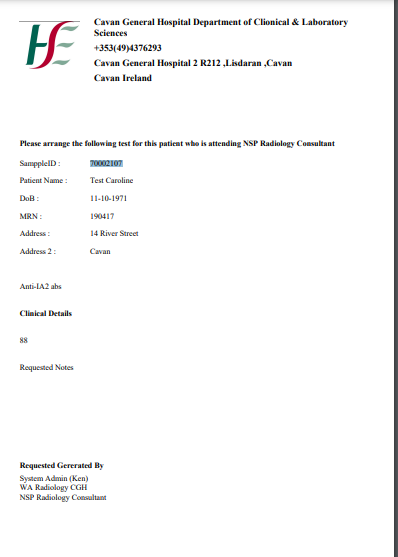 Cavan General Hospital Department of Clionical & Laboratory
Sciences
+353(49)4376293
Cavan General Hospital 2 R212 ,Lisdaran ,Cavan
Cavan Ireland
Please arrange the following test for this patient who is attending NSP Radiology Consultant
SamppleID : 70002107
Patient Name : Test Caroline
DoB : 11-10-1971
MRN : 190417
Address : 14 River Street
Address 2 : Cavan
Anti-IA2 abs
Clinical Details
88
Requested Notes
Requested Gererated By
System Admin (Ken)
WA Radiology CGH
NSP Radiology Consultant